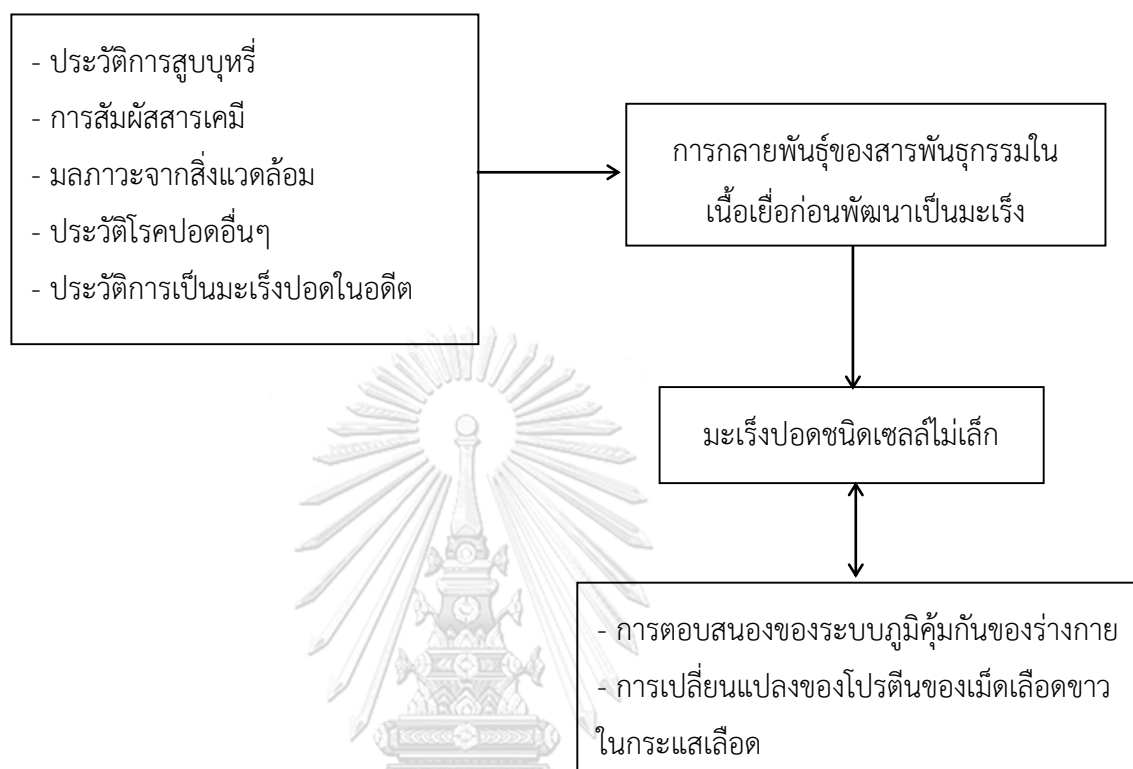 - ประวัติการสูบบุหรี่
- การสัมผัสสารเคมี
- มลภาวะจากสิ่งแวดล้อม
- ประวัติโรคปอดอื่นๆ
- ประวัติการเป็นมะเร็งปอดในอดีต
การกลายพันธุ์ของสารพันธุกรรมใน
เนื้อเยื่อก่อนพัฒนาเป็นมะเร็ง
มะเร็งปอดชนิดเซลล์ไม่เล็ก
- การตอบสนองของระบบภูมิคุ้มกันของร่างกาย
- การเปลี่ยนแปลงของโปรตีนของเม็ดเลือดขาว
ในกระแสเลือด